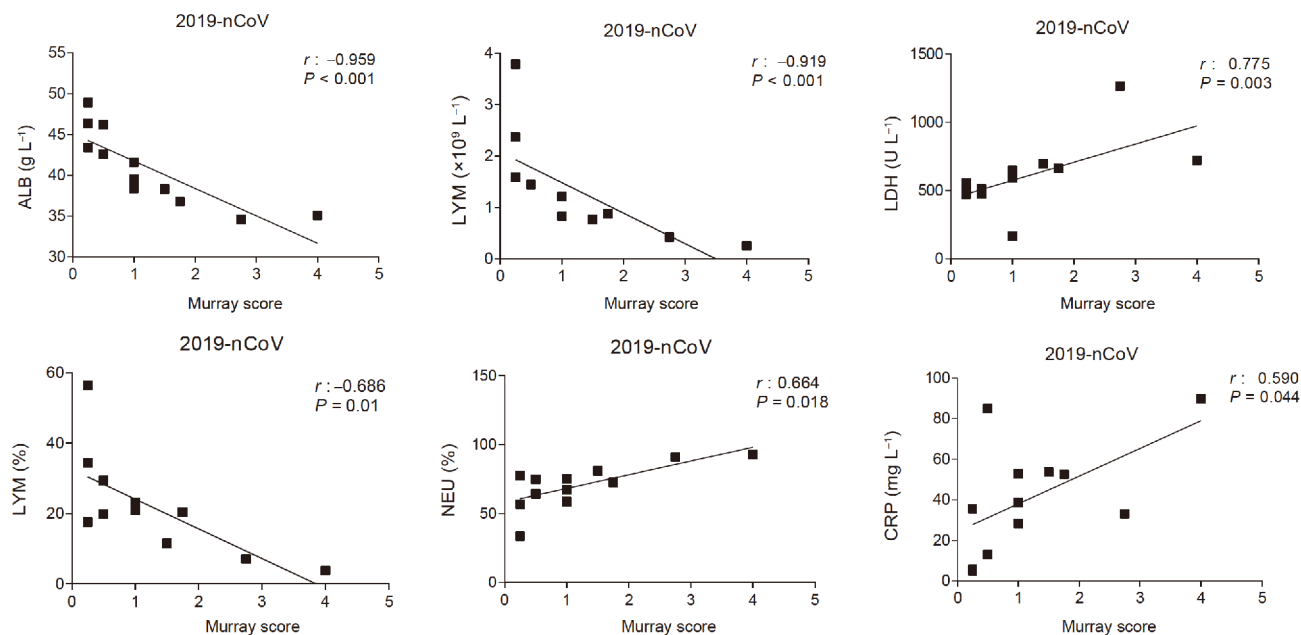 2019-nCoV
r : –0.959
P < 0.001
ALB (g L⁻¹)
55
50
45
40
35
30
0 1 2 3 4 5
Murray score
2019-nCoV
r : –0.919
P < 0.001
LYM (×10⁹ L⁻¹)
4
3
2
1
0
0 1 2 3 4 5
Murray score
2019-nCoV
r : 0.775
P = 0.003
LDH (U L⁻¹)
1500
1000
500
0
0 1 2 3 4 5
Murray score
2019-nCoV
r : –0.686
P = 0.01
LYM (%)
60
40
20
0
0 1 2 3 4 5
Murray score
2019-nCoV
r : 0.664
P = 0.018
NEU (%)
150
100
50
0
0 1 2 3 4 5
Murray score
2019-nCoV
r : 0.590
P = 0.044
CRP (mg L⁻¹)
100
80
60
40
20
0
0 1 2 3 4 5
Murray score